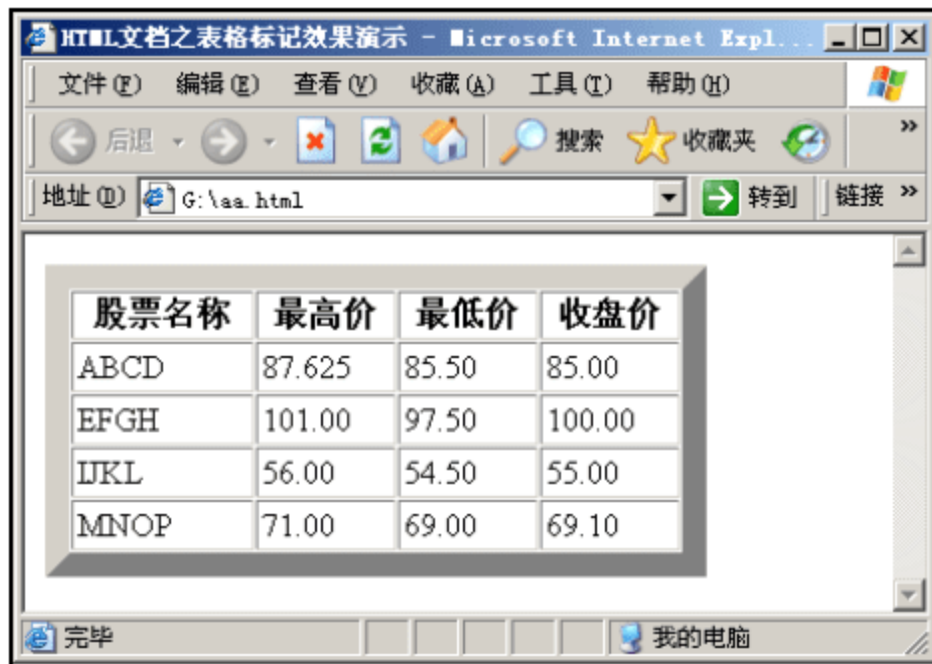 HTML文档之表格标记效果演示 - Microsoft Internet Expl...
文件(F) 编辑(E) 查看(V) 收藏(A) 工具(T) 帮助(H)
后退 搜索 收藏夹 »
地址(D) G:\aa.html 转到 链接 »
股票名称 最高价 最低价 收盘价
ABCD 87.625 85.50 85.00
EFGH 101.00 97.50 100.00
IJKL 56.00 54.50 55.00
MNOP 71.00 69.00 69.10
完毕 我的电脑